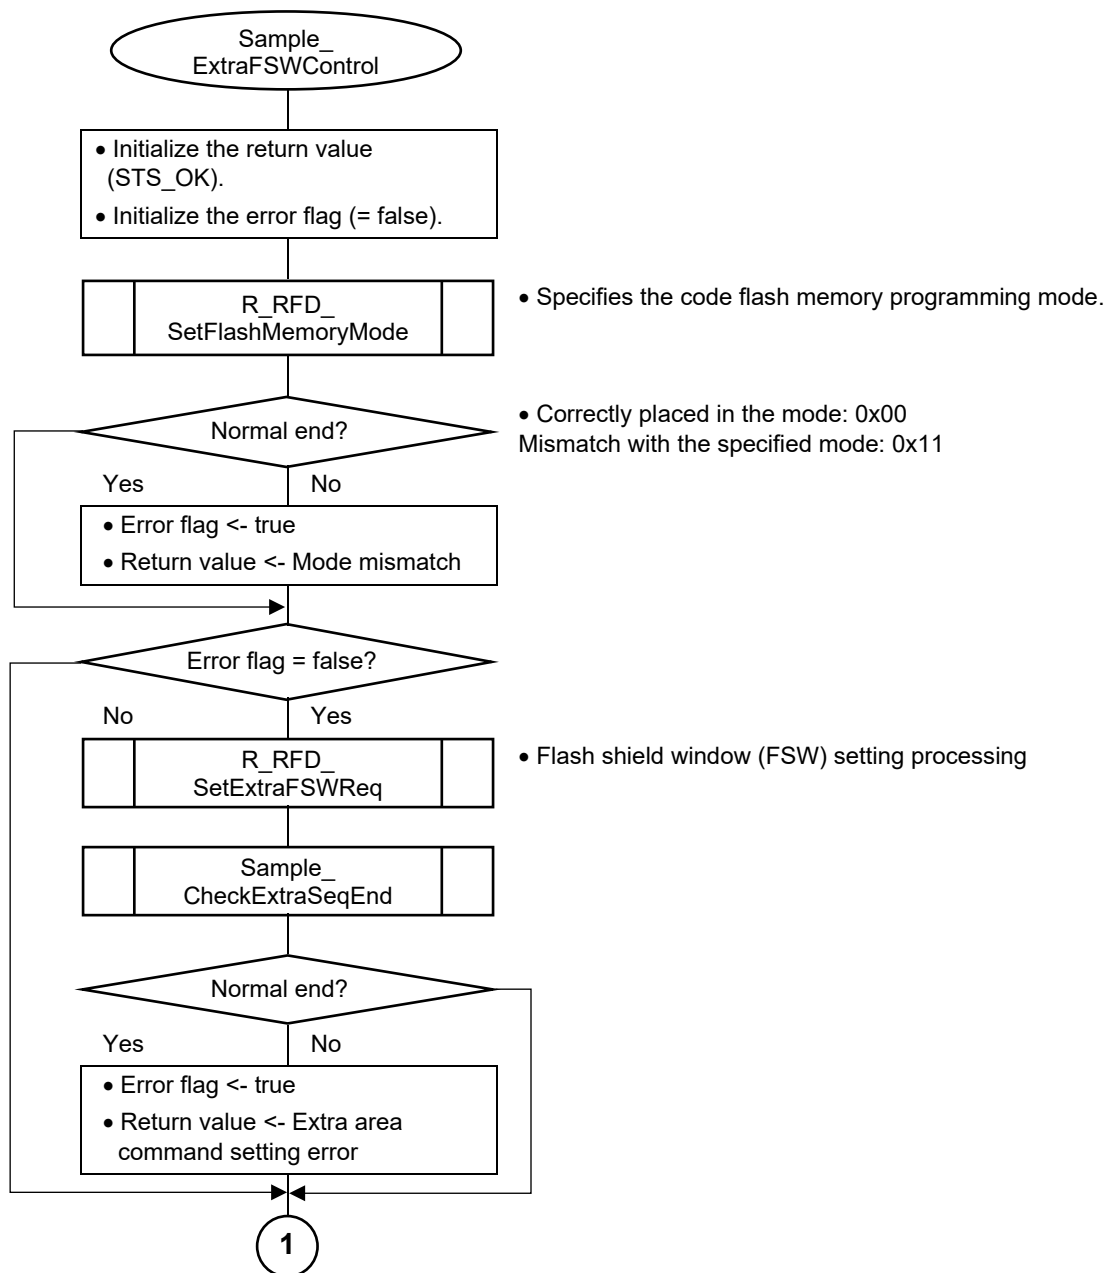 Sample_
ExtraFSWControl
• Initialize the return value
(STS_OK).
• Initialize the error flag (= false).
R_RFD_
SetFlashMemoryMode
• Specifies the code flash memory programming mode.
Normal end?
• Correctly placed in the mode: 0x00
Mismatch with the specified mode: 0x11
Yes
No
• Error flag <- true
• Return value <- Mode mismatch
Error flag = false?
No
Yes
R_RFD_
SetExtraFSWReq
• Flash shield window (FSW) setting processing
Sample_
CheckExtraSeqEnd
Normal end?
Yes
No
• Error flag <- true
• Return value <- Extra area
command setting error
1